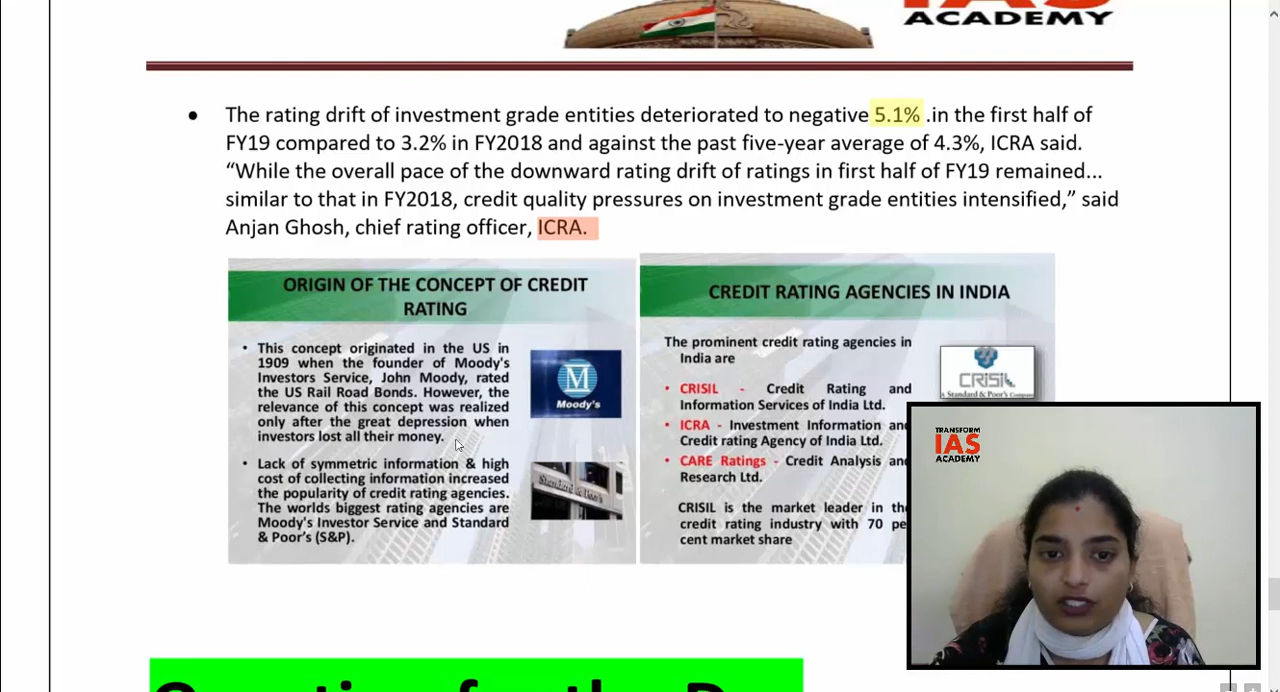 IAS
ACADEMY
• The rating drift of investment grade entities deteriorated to negative 5.1% .in the first half of
FY19 compared to 3.2% in FY2018 and against the past five-year average of 4.3%, ICRA said.
“While the overall pace of the downward rating drift of ratings in first half of FY19 remained...
similar to that in FY2018, credit quality pressures on investment grade entities intensified,” said
Anjan Ghosh, chief rating officer, ICRA.
ORIGIN OF THE CONCEPT OF CREDIT
RATING
• This concept originated in the US in
1909 when the founder of Moody's
Investors Service, John Moody, rated
the US Rail Road Bonds. However, the
relevance of this concept was realized
only after the great depression when
investors lost all their money.
• Lack of symmetric information & high
cost of collecting information increased
the popularity of credit rating agencies.
The worlds biggest rating agencies are
Moody's Investor Service and Standard
& Poor's (S&P).
M
Moody's
Standard & Poor's
CREDIT RATING AGENCIES IN INDIA
The prominent credit rating agencies in
India are
• CRISIL - Credit Rating and
Information Services of India Ltd.
• ICRA - Investment Information and
Credit rating Agency of India Ltd.
• CARE Ratings - Credit Analysis and
Research Ltd.
CRISIL is the market leader in the
credit rating industry with 70 pe
cent market share
CRISIL
A Standard & Poor's Company
TRANSFORM
IAS
ACADEMY